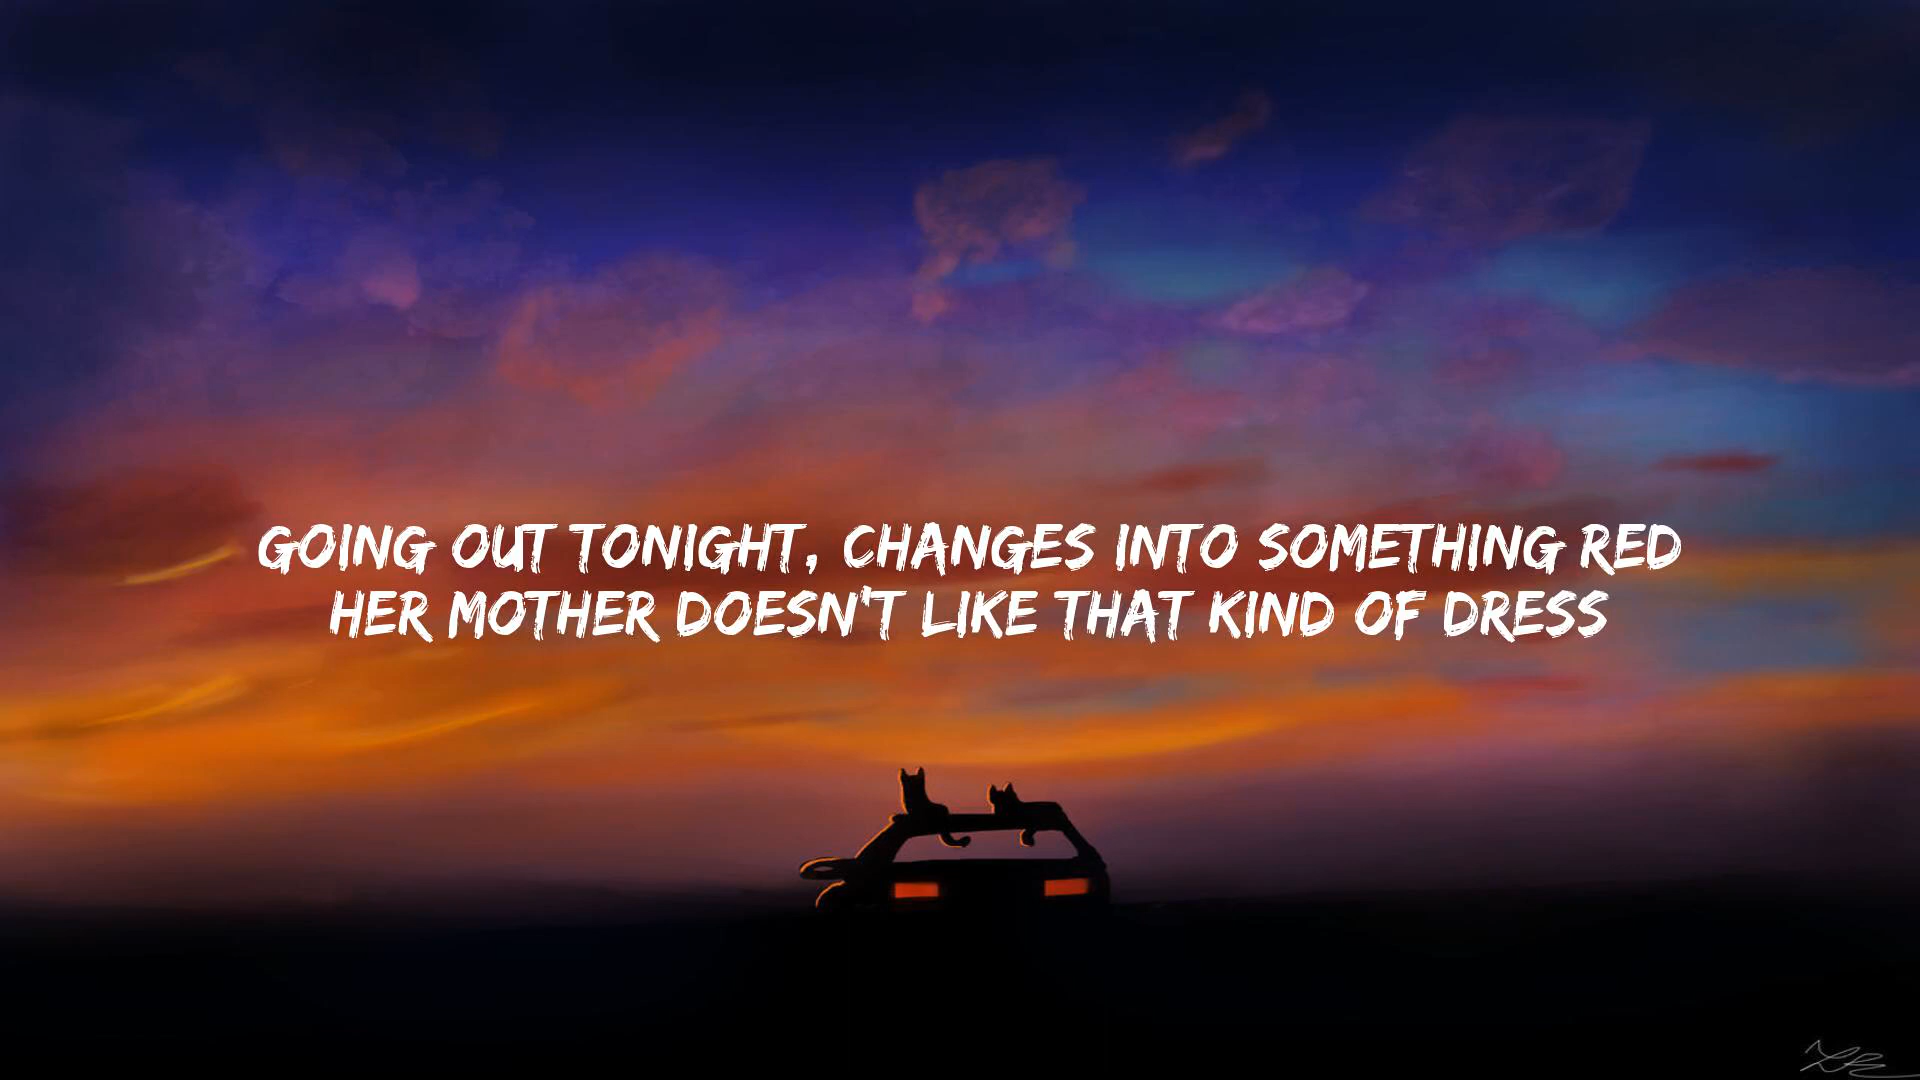 GOING OUT TONIGHT, CHANGES INTO SOMETHING RED
HER MOTHER DOESN'T LIKE THAT KIND OF DRESS